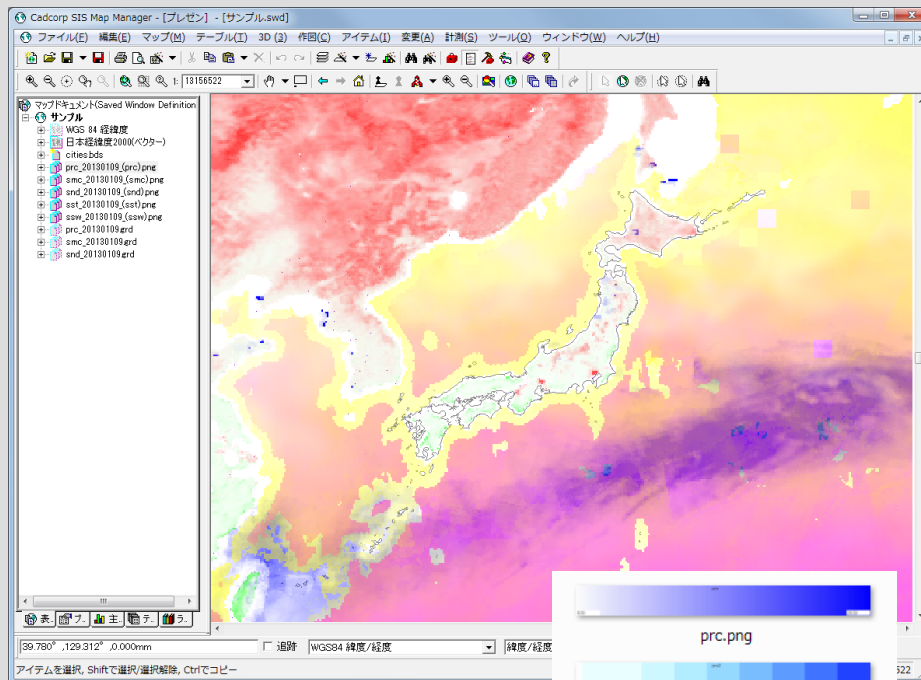 Cadcorp SIS Map Manager - [プレゼン] - [サンプル.swd]
ファイル(F) 編集(E) マップ(M) テーブル(T) 3D (3) 作図(C) アイテム(I) 変更(A) 計測(S) ツール(O) ウィンドウ(W) ヘルプ(H)
1: 13156522
マップドキュメント(Saved Window Definition
サンプル
WGS 84 経緯度
日本経緯度2000(ベクター)
cities.bds
prc_20130109_(prc).png
smc_20130109_(smc).png
snd_20130109_(snd).png
sst_20130109_(sst).png
ssw_20130109_(ssw).png
prc_20130109.grd
smc_20130109.grd
snd_20130109.grd
表.. プ.. 主.. テ.. ラ..
prc.png
39.780° ,129.312° ,0.000mm 追跡 WGS84 緯度/経度 緯度/経度
アイテムを選択, Shiftで選択/選択解除, Ctrlでコピー
522